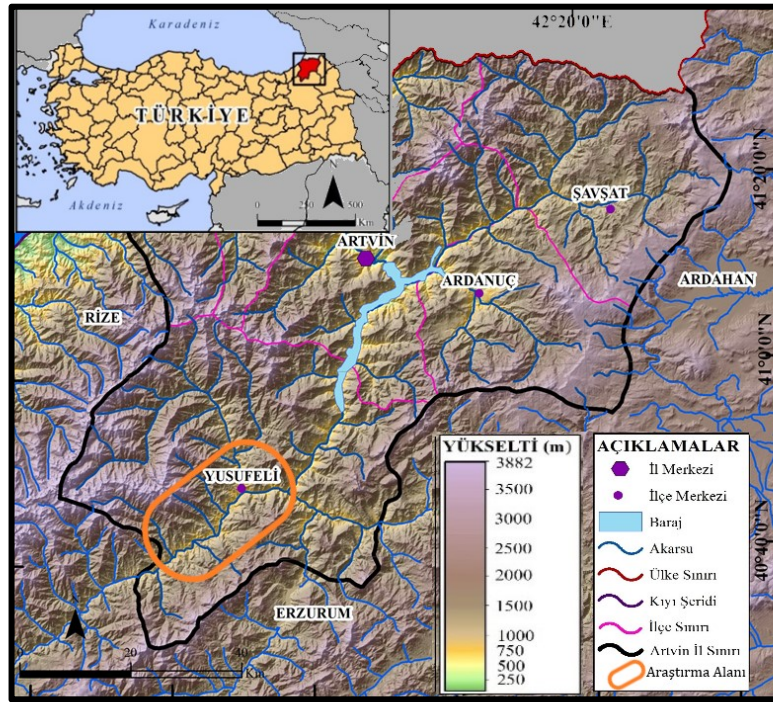 42°20'0"E
Karadeniz
TÜRKİYE
Akdeniz
0 250 500
Km
41°20'0"N
ŞAVŞAT
ARTVİN
ARDANUÇ
ARDAHAN
RİZE
41°0'0"N
YUSUFELİ
40°40'0"N
ERZURUM
0 20 40
Km
YÜKSELTİ (m)
3882
3500
3000
2500
2000
1500
1000
750
500
250
AÇIKLAMALAR
İl Merkezi
İlçe Merkezi
Baraj
Akarsu
Ülke Sınırı
Kıyı Şeridi
İlçe Sınırı
Artvin İl Sınırı
Araştırma Alanı